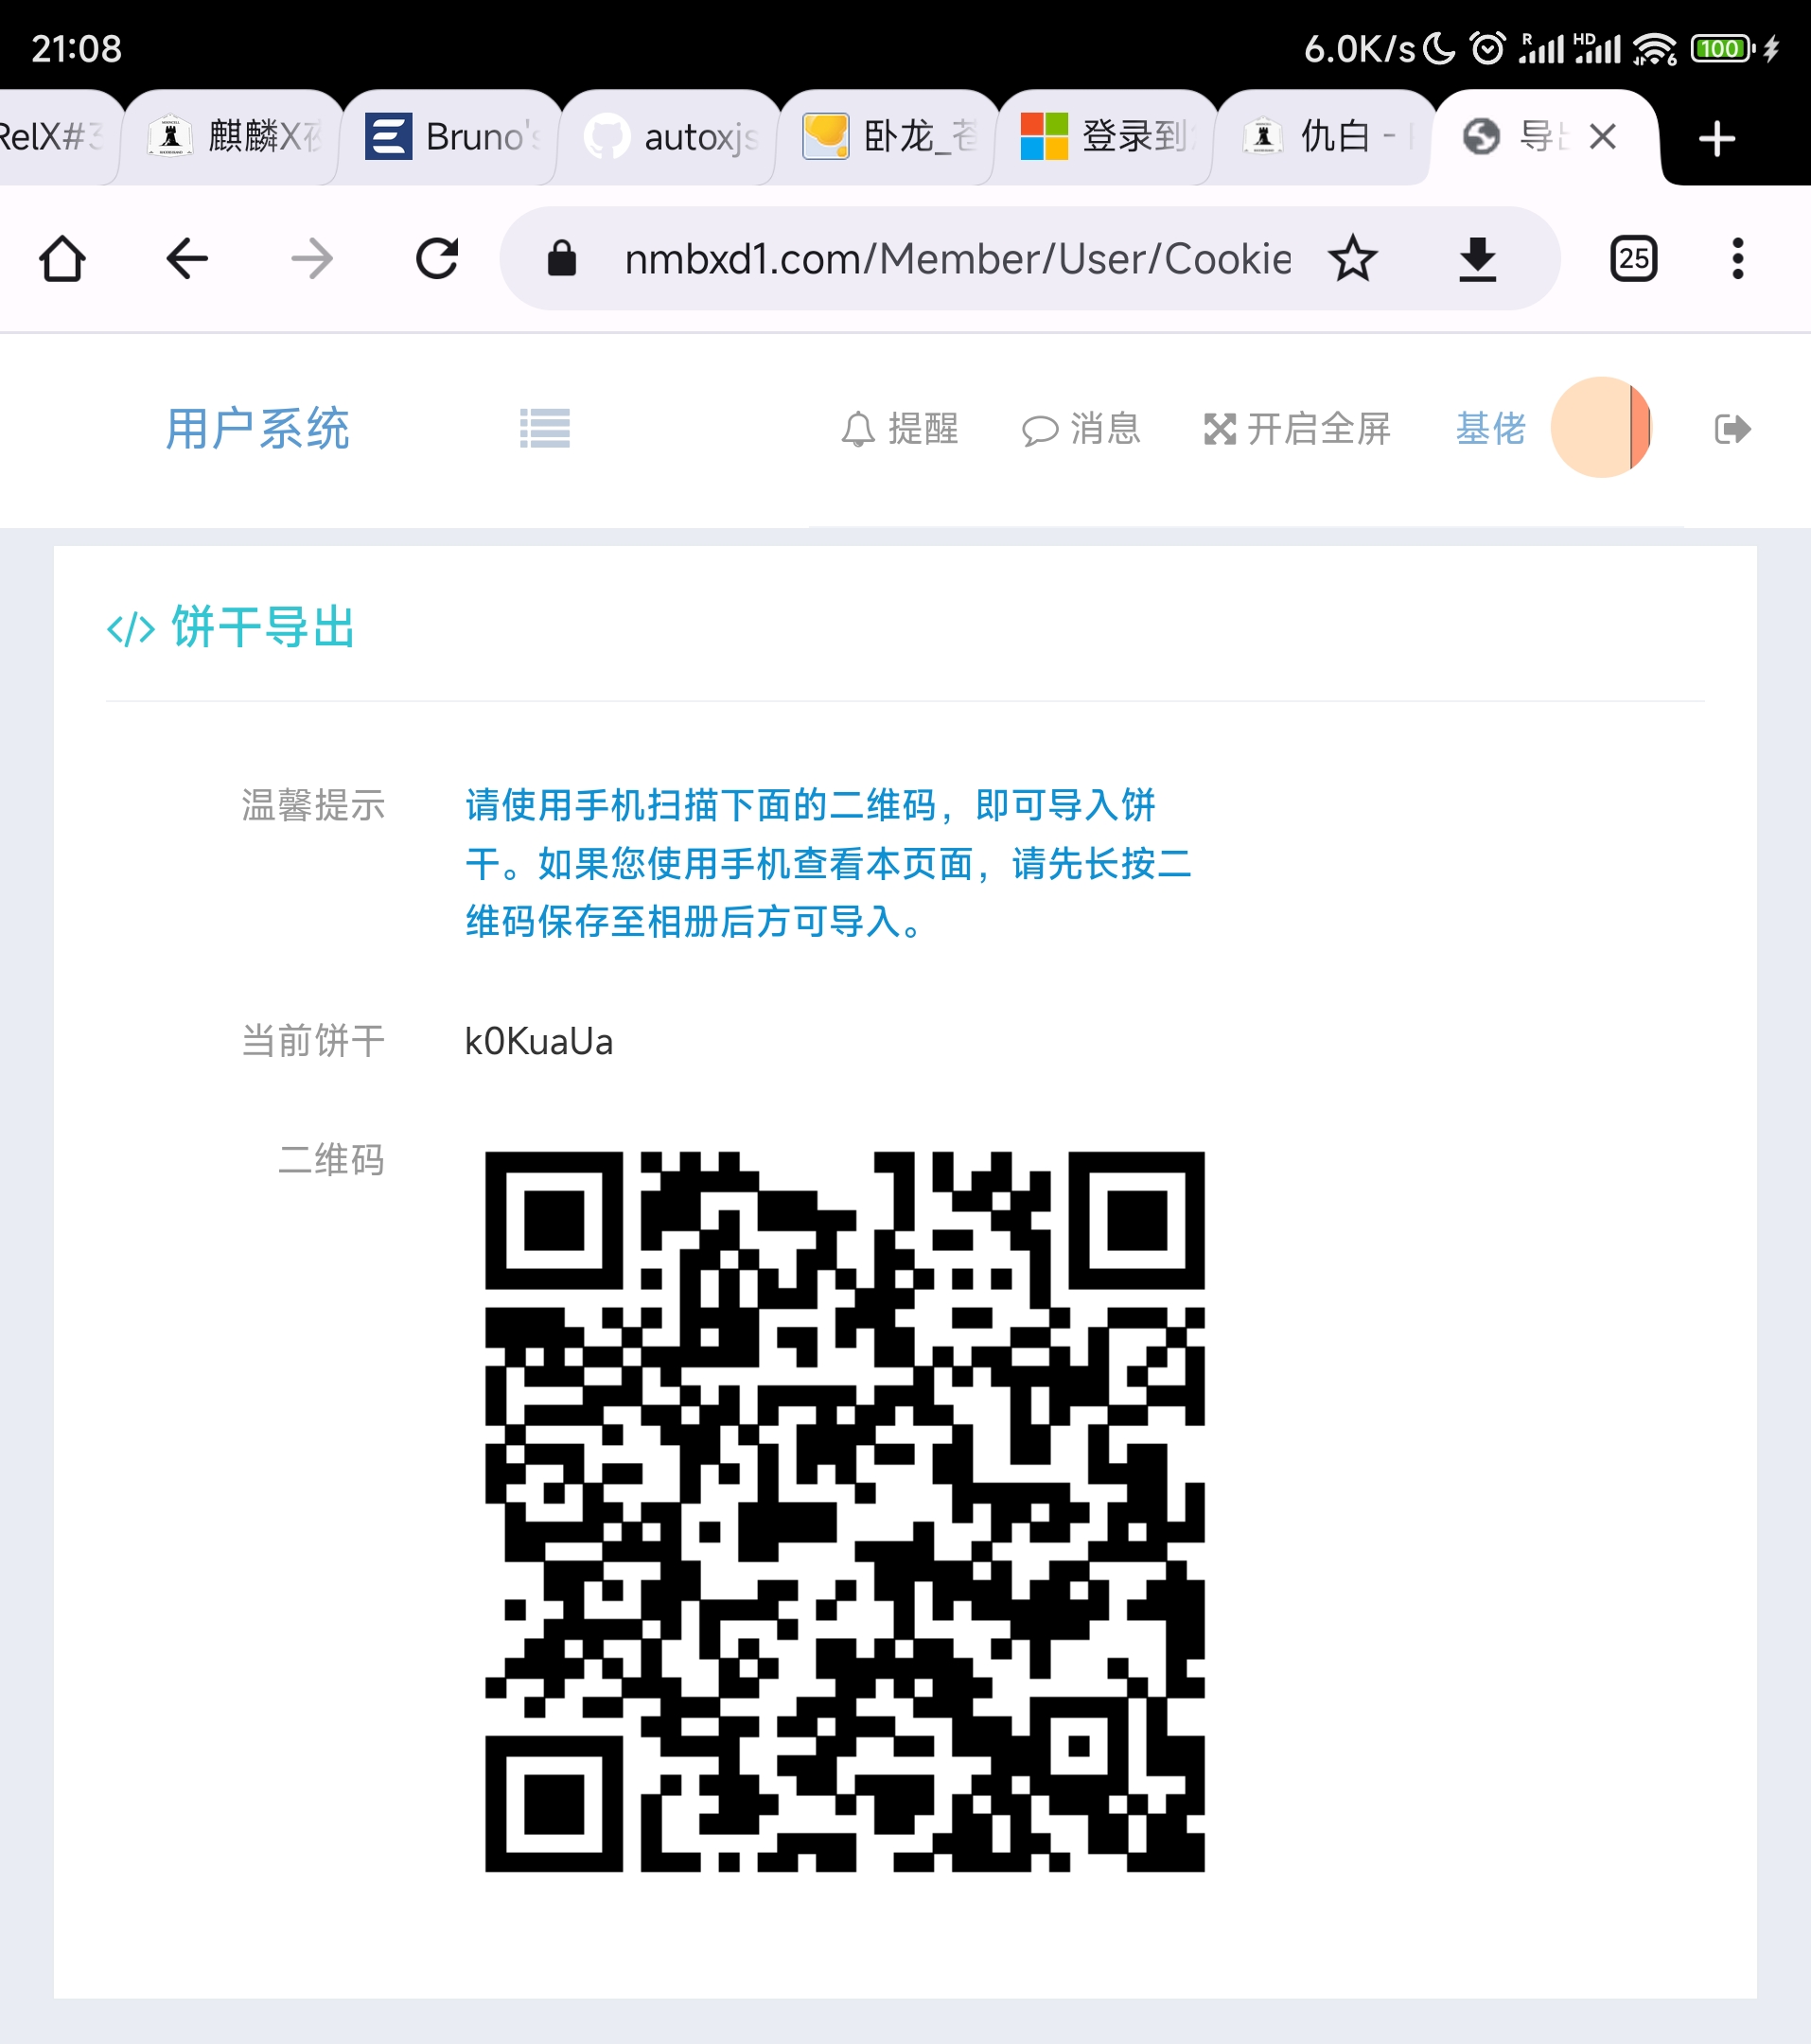 21:08 6.0K/s R HD 6 100
RelX# 麒麟X Bruno's autoxjs 卧龙_苍 登录到 仇白 - 导出
nmbxd1.com/Member/User/Cookie 25
用户系统 提醒 消息 开启全屏 基佬
</> 饼干导出
温馨提示 请使用手机扫描下面的二维码，即可导入饼
干。如果您使用手机查看本页面，请先长按二
维码保存至相册后方可导入。
当前饼干 k0KuaUa
二维码